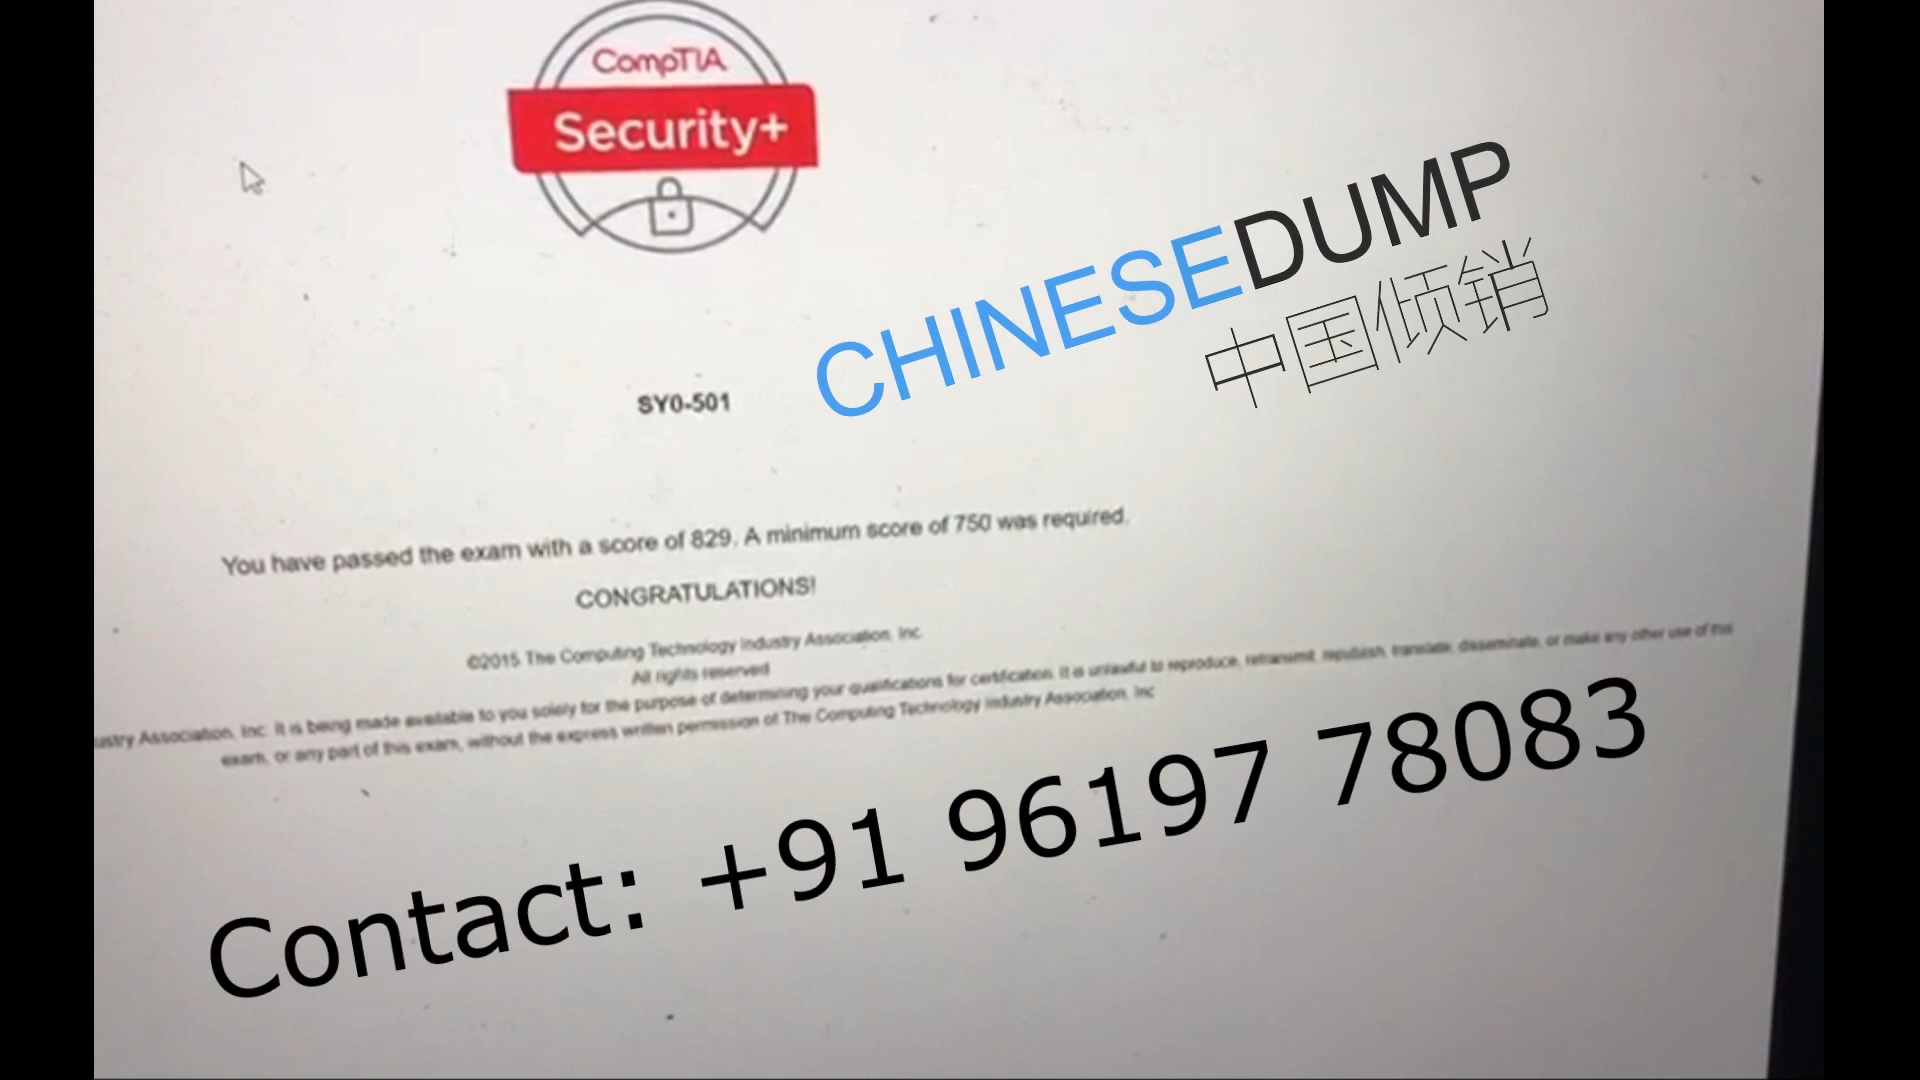 CompTIA
Security+
CHINESEDUMP
中国倾销
SY0-501
You have passed the exam with a score of 829. A minimum score of 750 was required.
CONGRATULATIONS!
©2015 The Computing Technology Industry Association, Inc.
All rights reserved
ustry Association, Inc. It is being made available to you solely for the purpose of determining your qualifications for certification. It is unlawful to reproduce, retransmit, republish, translate, disseminate, or make any other use of this
exam, or any part of this exam, without the express written permission of The Computing Technology Industry Association, Inc
Contact: +91 96197 78083